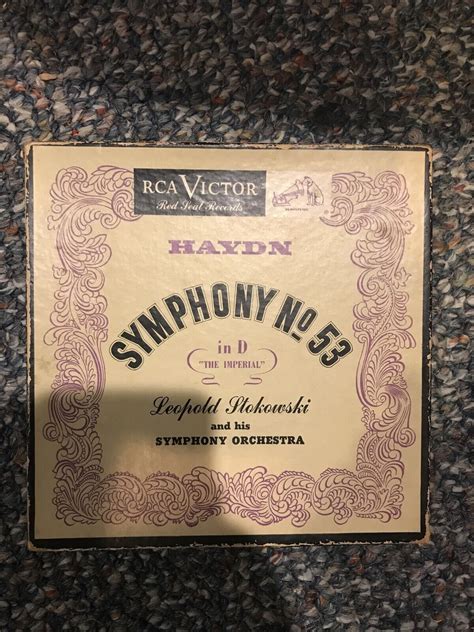 RCA VICTOR
Red Seal Records
HAYDN
SYMPHONY No 53
in D
"THE IMPERIAL"
Leopold Stokowski
and his
SYMPHONY ORCHESTRA